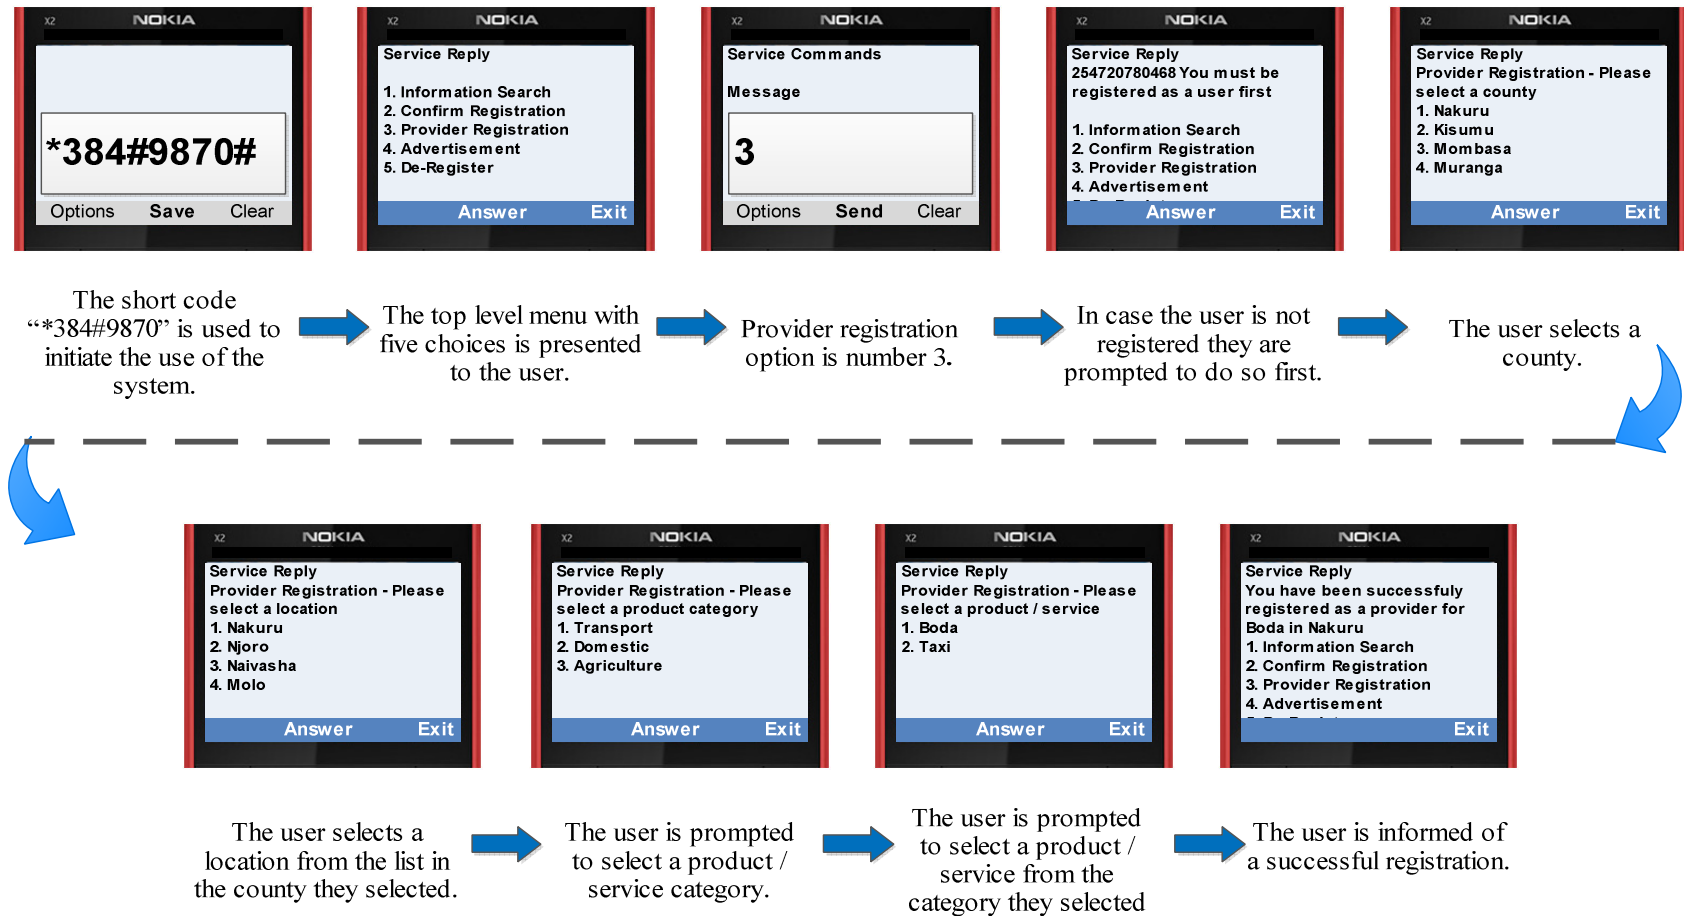 X2 NOKIA
*384#9870#
Options Save Clear
X2 NOKIA
Service Reply
1. Information Search
2. Confirm Registration
3. Provider Registration
4. Advertisement
5. De-Register
Answer Exit
X2 NOKIA
Service Commands
Message
3
Options Send Clear
X2 NOKIA
Service Reply
254720780468 You must be
registered as a user first
1. Information Search
2. Confirm Registration
3. Provider Registration
4. Advertisement
Answer Exit
X2 NOKIA
Service Reply
Provider Registration - Please
select a county
1. Nakuru
2. Kisumu
3. Mombasa
4. Muranga
Answer Exit
The short code
“*384#9870” is used to
initiate the use of the
system.
The top level menu with
five choices is presented
to the user.
Provider registration
option is number 3.
In case the user is not
registered they are
prompted to do so first.
The user selects a
county.
X2 NOKIA
Service Reply
Provider Registration - Please
select a location
1. Nakuru
2. Njoro
3. Naivasha
4. Molo
Answer Exit
X2 NOKIA
Service Reply
Provider Registration - Please
select a product category
1. Transport
2. Domestic
3. Agriculture
Answer Exit
X2 NOKIA
Service Reply
Provider Registration - Please
select a product / service
1. Boda
2. Taxi
Answer Exit
X2 NOKIA
Service Reply
You have been successfuly
registered as a provider for
Boda in Nakuru
1. Information Search
2. Confirm Registration
3. Provider Registration
4. Advertisement
Exit
The user selects a
location from the list in
the county they selected.
The user is prompted
to select a product /
service category.
The user is prompted
to select a product /
service from the
category they selected
The user is informed of
a successful registration.